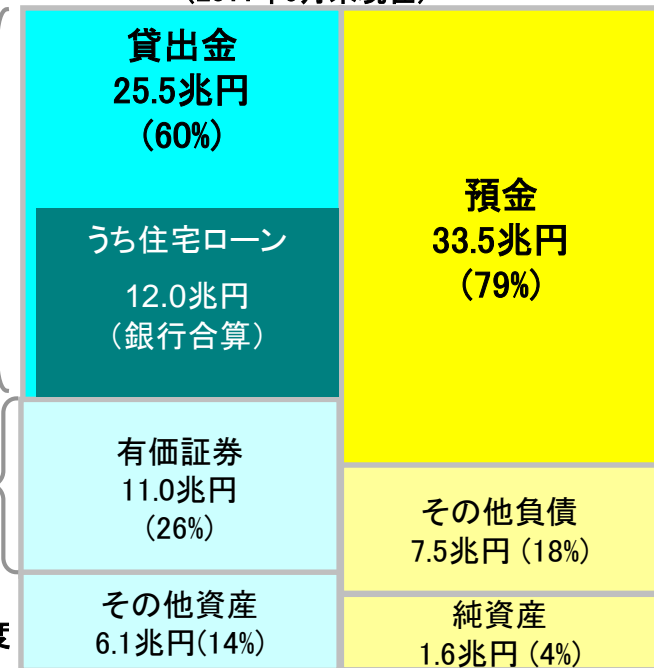 貸出金
25.5兆円
(60%)
うち住宅ローン
12.0兆円
（銀行合算）
有価証券
11.0兆円
(26%)
その他資産
6.1兆円(14%)
預金
33.5兆円
(79%)
その他負債
7.5兆円 (18%)
純資産
1.6兆円 (4%)
度